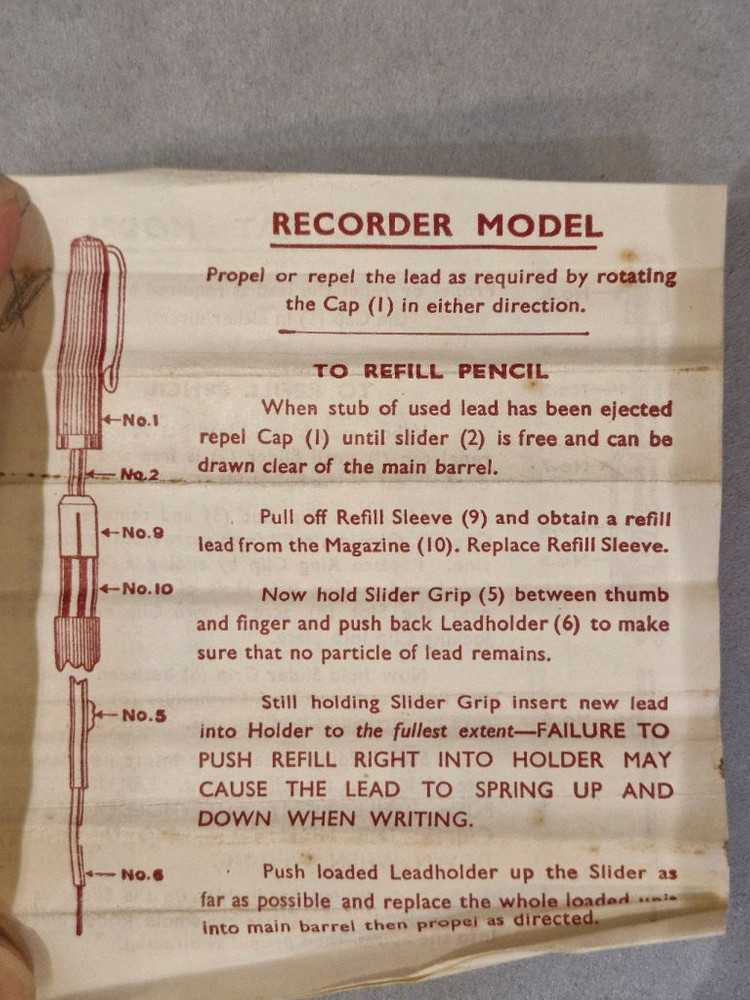 RECORDER MODEL
Propel or repel the lead as required by rotating
the Cap (1) in either direction.
TO REFILL PENCIL
When stub of used lead has been ejected
repel Cap (1) until slider (2) is free and can be
drawn clear of the main barrel.
Pull off Refill Sleeve (9) and obtain a refill
lead from the Magazine (10). Replace Refill Sleeve.
Now hold Slider Grip (5) between thumb
and finger and push back Leadholder (6) to make
sure that no particle of lead remains.
Still holding Slider Grip insert new lead
into Holder to the fullest extent—FAILURE TO
PUSH REFILL RIGHT INTO HOLDER MAY
CAUSE THE LEAD TO SPRING UP AND
DOWN WHEN WRITING.
Push loaded Leadholder up the Slider as
far as possible and replace the whole loaded unit
into main barrel then propel as directed.
No.1
No.2
No.9
No.10
No.5
No.6